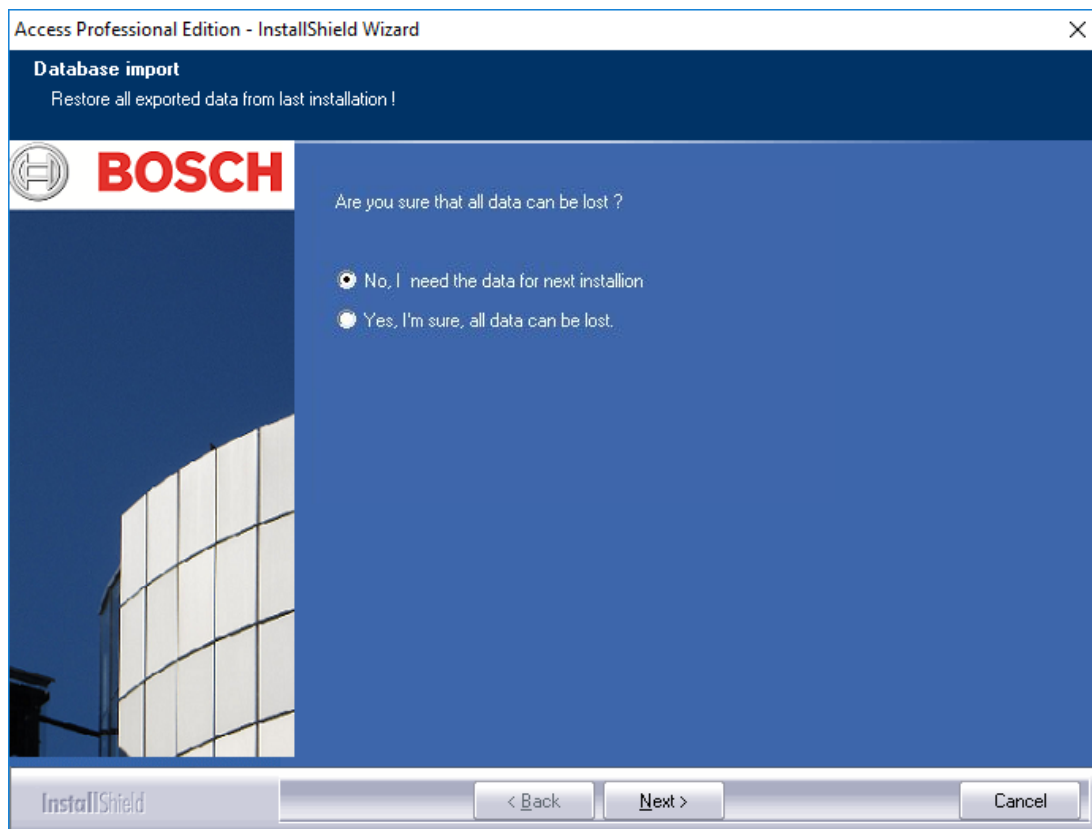 Access Professional Edition - InstallShield Wizard
Database import
Restore all exported data from last installation !
BOSCH
Are you sure that all data can be lost ?
No, I need the data for next installion
Yes, I'm sure, all data can be lost.
InstallShield
< Back
Next >
Cancel